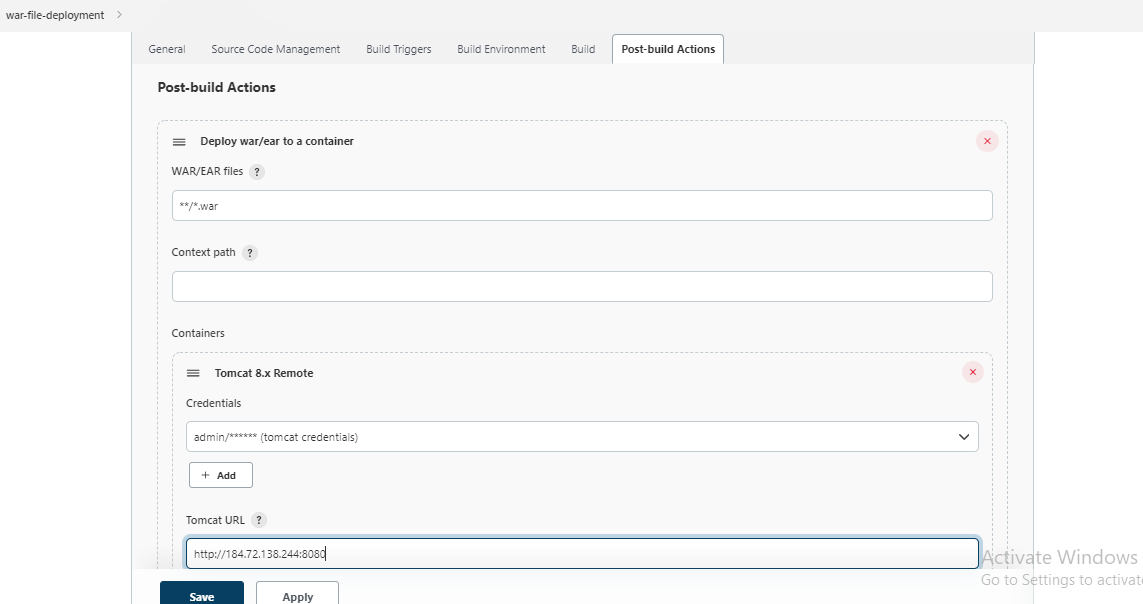 war-file-deployment
General Source Code Management Build Triggers Build Environment Build Post-build Actions
Post-build Actions
Deploy war/ear to a container
WAR/EAR files ?
**/*.war
Context path ?
Containers
Tomcat 8.x Remote
Credentials
admin/****** (tomcat credentials)
+ Add
Tomcat URL ?
http://184.72.138.244:8080
Activate Windows
Go to Settings to activate
Save Apply